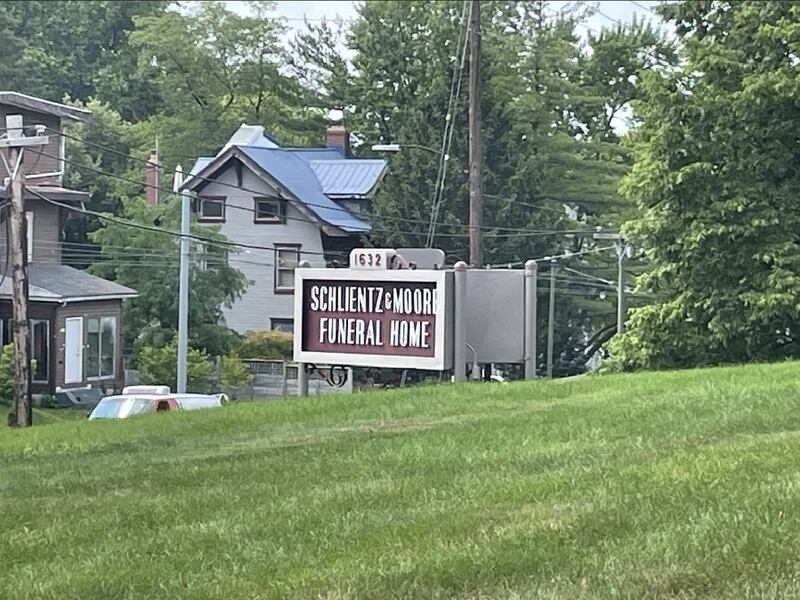 1632
SCHLIENTZ & MOORE
FUNERAL HOME